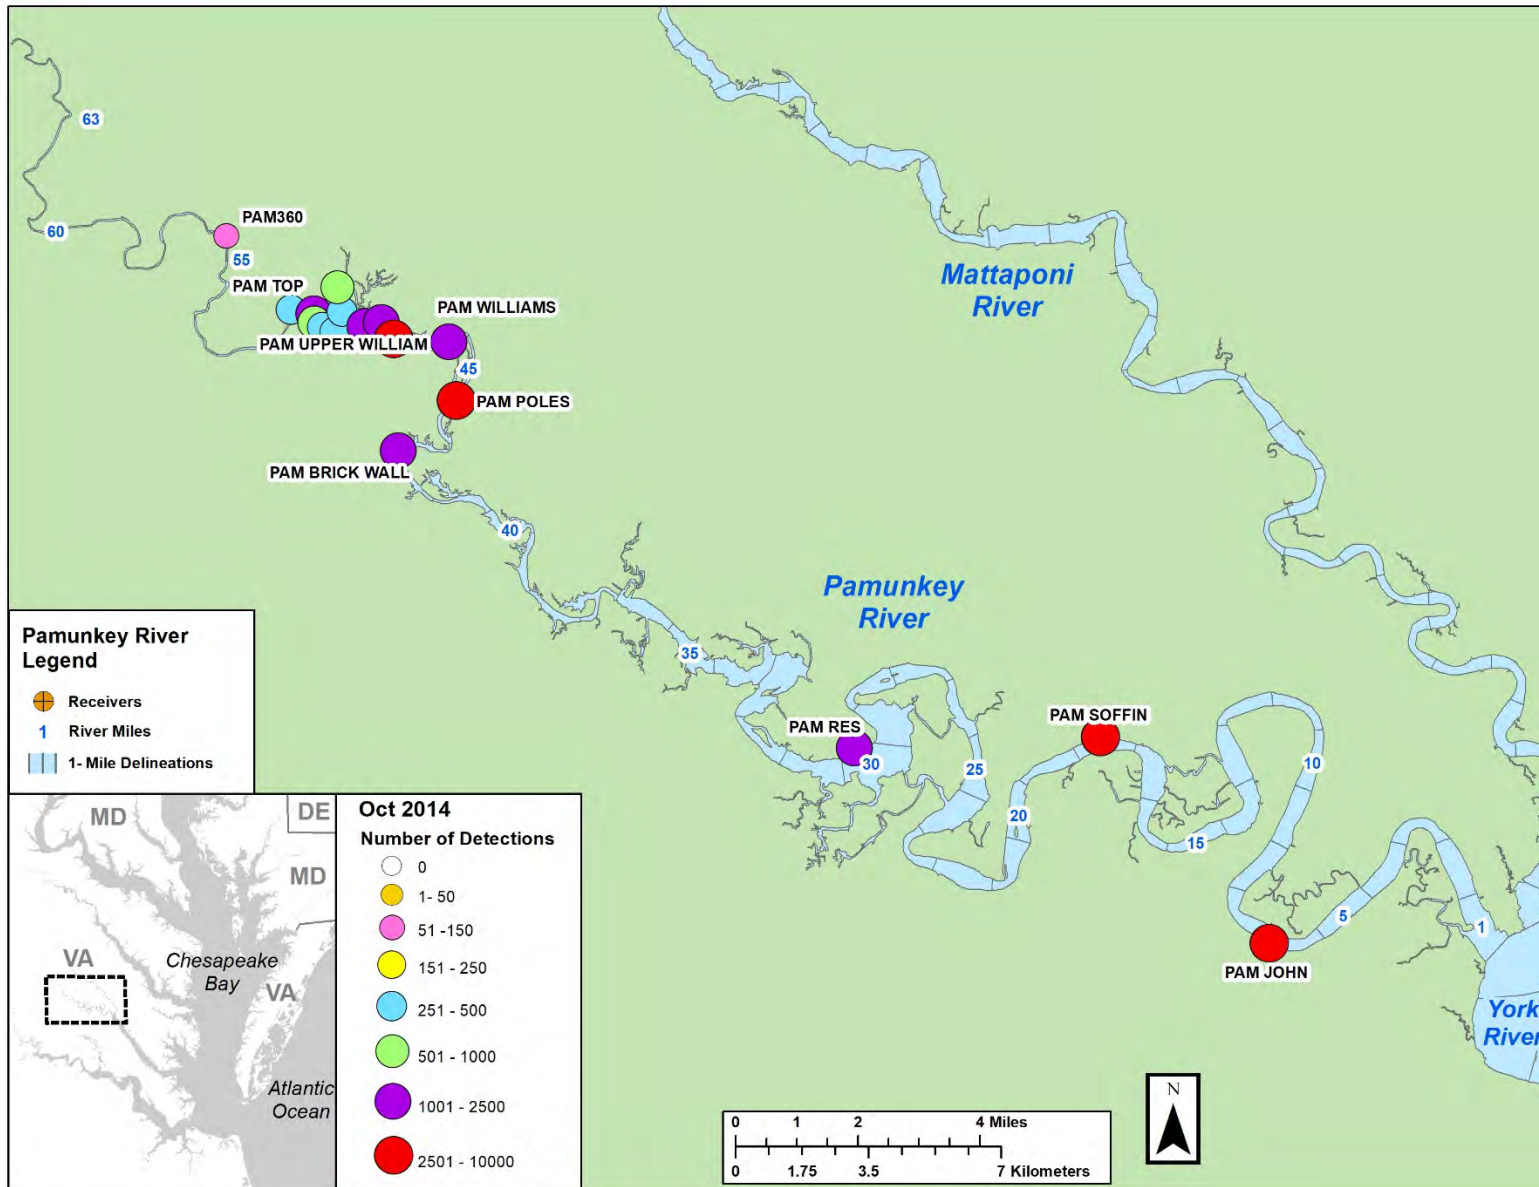 63
PAM360
60
55
PAM TOP
PAM WILLIAMS
PAM UPPER WILLIAM
45
PAM POLES
PAM BRICK WALL
40
Mattaponi
River
Pamunkey
River
35
PAM RES
30
25
PAM SOFFIN
20
15
10
PAM JOHN
5
1
York
River
Pamunkey River
Legend
Receivers
1 River Miles
1- Mile Delineations
MD
DE
MD
VA
Chesapeake
Bay
VA
Atlantic
Ocean
Oct 2014
Number of Detections
0
1- 50
51 -150
151 - 250
251 - 500
501 - 1000
1001 - 2500
2501 - 10000
0 1 2 4 Miles
0 1.75 3.5 7 Kilometers
N